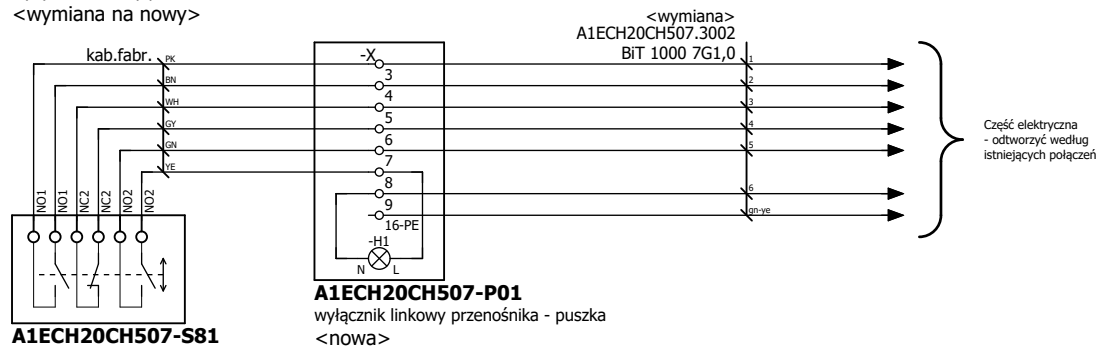 <wymiana na nowy>
kab.fabr.
PK
BN
WH
GY
GN
YE
NO1
NO1
NC2
NC2
NO2
NO2
A1ECH20CH507-S81
-X
3
4
5
6
7
8
9
16-PE
-H1
N
L
A1ECH20CH507-P01
wyłącznik linkowy przenośnika - puszka
<nowa>
<wymiana>
A1ECH20CH507.3002
BiT 1000 7G1,0
1
2
3
4
5
6
gn-ye
Część elektryczna
- odtworzyć według
istniejących połączeń